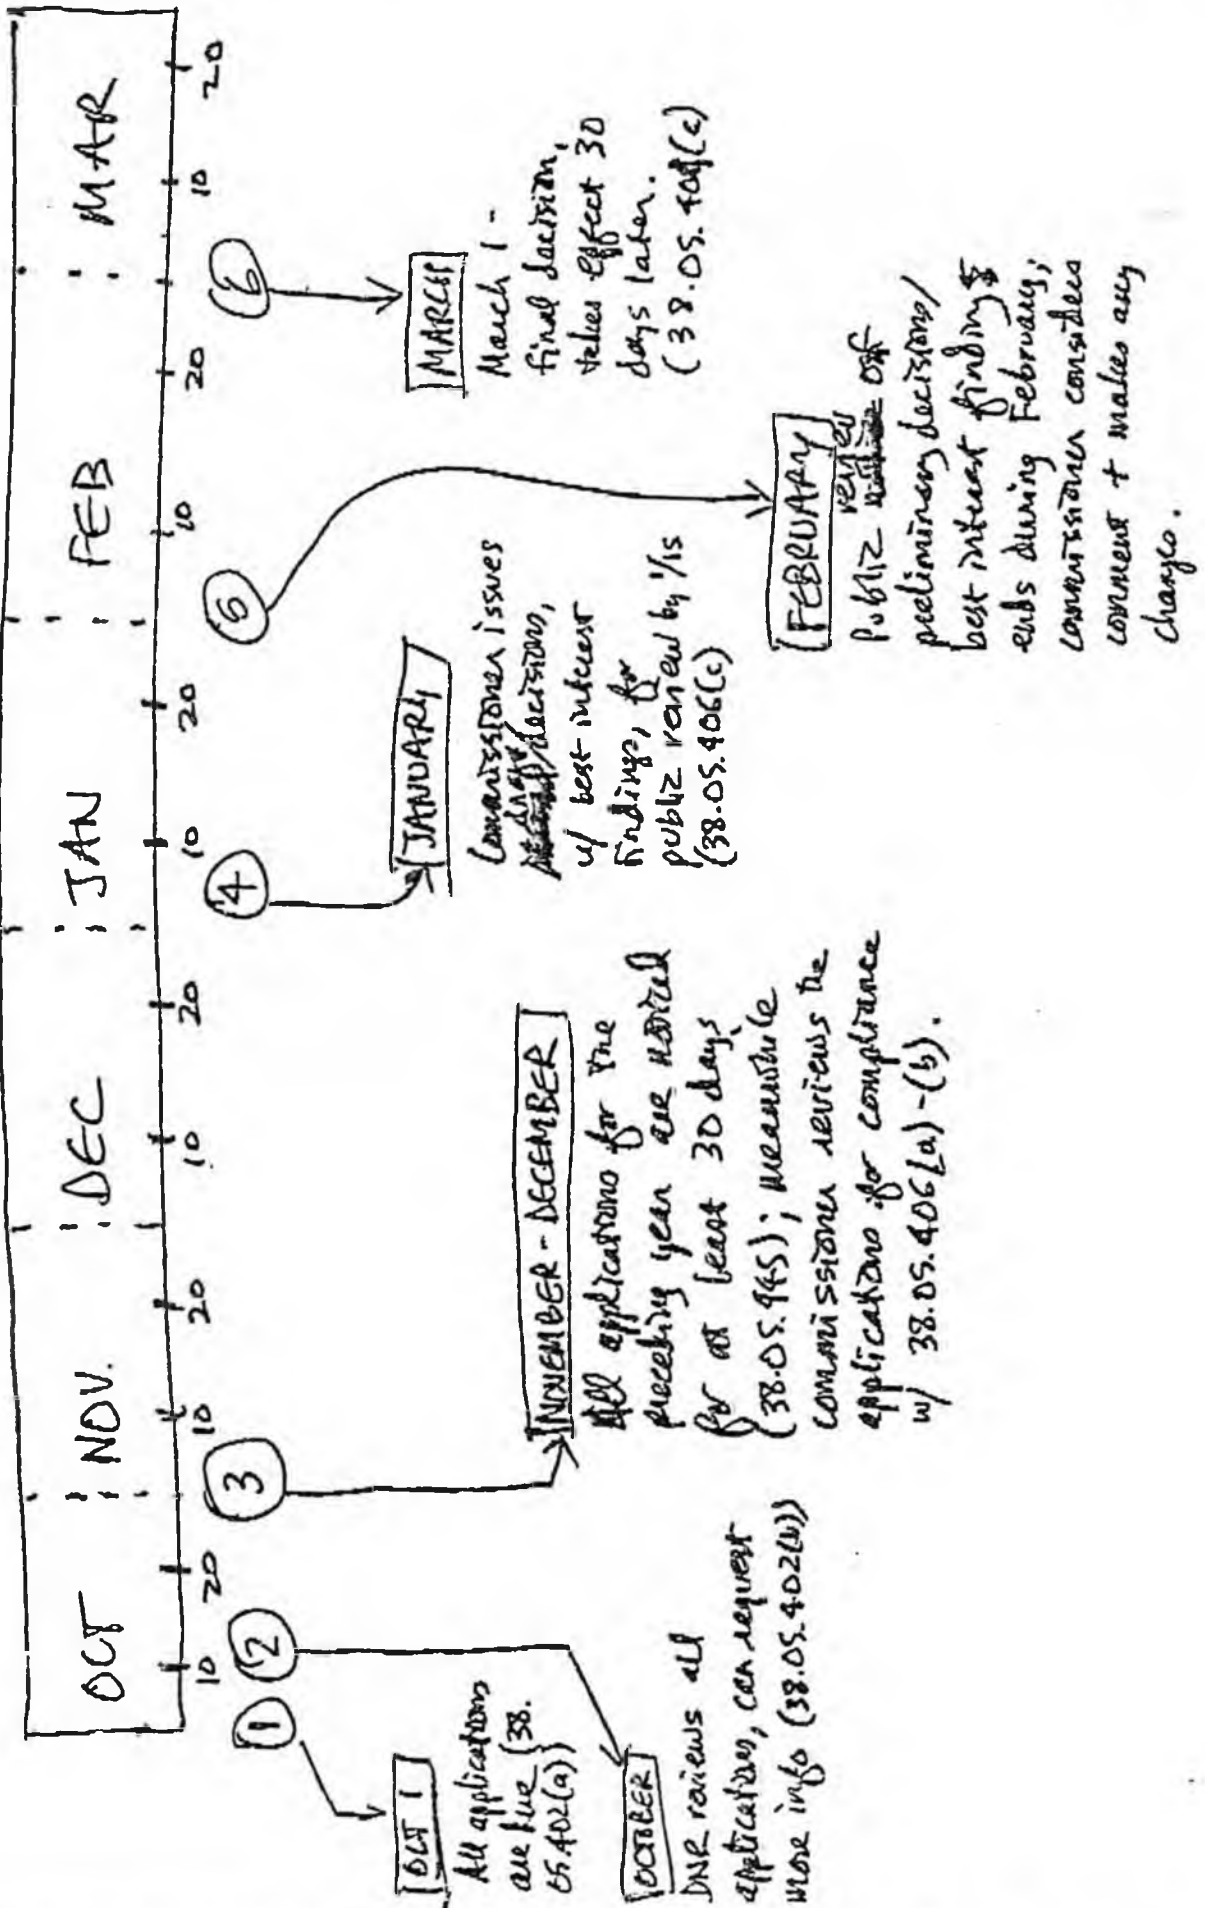 OCT ¦ NOV. ¦ DEC ¦ JAN ¦ FEB ¦ MAR
10 20 10 20 10 20 10 20 10 20 10 20
1 2 3 4 5 6
OCT 1
All applications
are due (38.
05.402(a))
OCTOBER
DNR reviews all
applications, can request
more info (38.05.402(b))
NOVEMBER - DECEMBER
All applications for the
preceding year are noticed
for at least 30 days
(38.05.945); meanwhile
commissioner reviews the
applications for compliance
w/ 38.05.406(a)-(b).
JANUARY
Commissioner issues
draft decisions,
w/ best interest
findings, for
public review by 1/15
(38.05.406(c)
FEBRUARY
Public review of
preliminary decisions/
best interest findings
ends during February;
commissioner considers
comment + makes any
changes.
MARCH
March 1 -
final decision,
takes effect 30
days later.
(38.05.409(c)